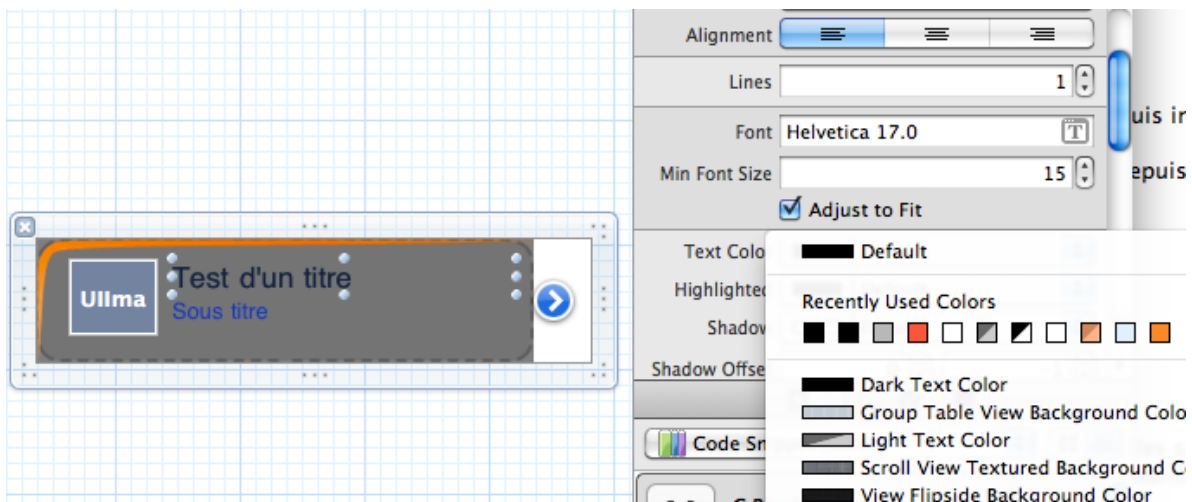 Alignment
Lines 1
Font Helvetica 17.0 T
Min Font Size 15
Adjust to Fit
Text Colo
Default
Highlighted
Recently Used Colors
Shadow
Shadow Offse
Dark Text Color
Group Table View Background Colo
Code Sn
Light Text Color
Scroll View Textured Background C
View Flipside Background Color
Ullma
Test d'un titre
Sous titre
uis i
epuis